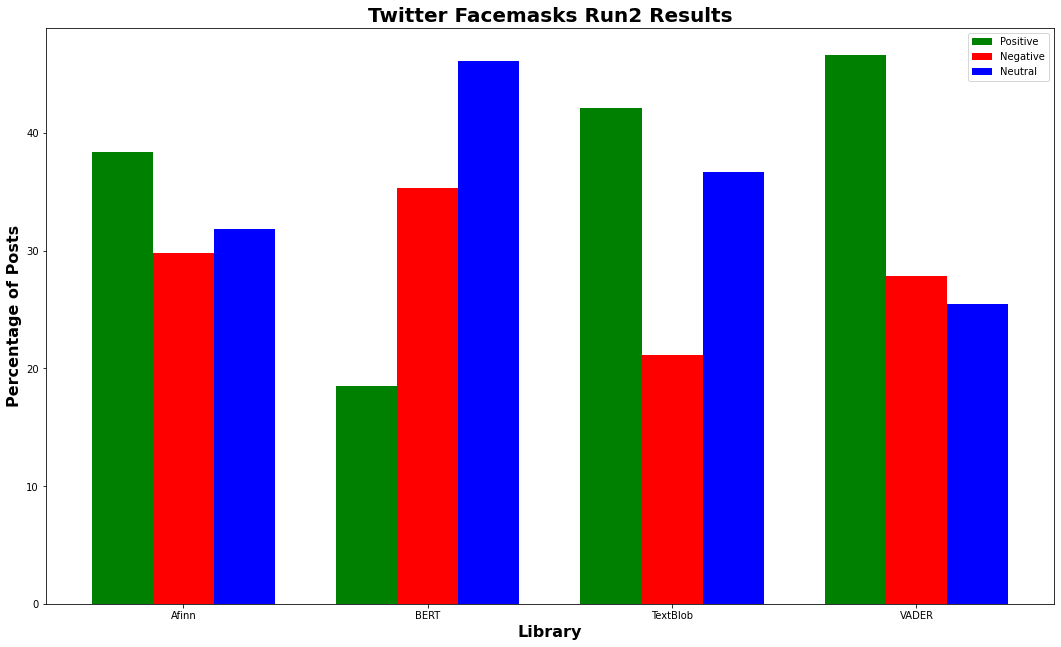 Twitter Facemasks Run2 Results
Positive
Negative
Neutral
Percentage of Posts
40
30
20
10
0
Afinn BERT TextBlob VADER
Library